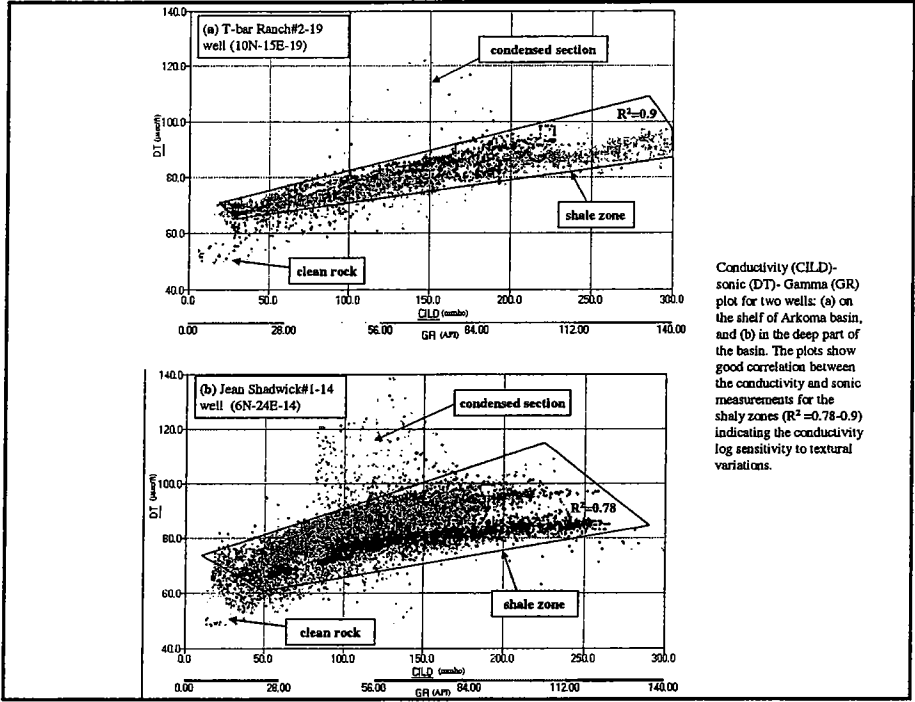 140.0
(a) T-bar Ranch#2-19
well (10N-15E-19)
condensed section
120.0
R²=0.9
100.0
DT (μsec/ft)
80.0
shale zone
60.0
clean rock
40.0
0.0 50.0 100.0 150.0 200.0 250.0 300.0
CILD (mmho)
0.00 28.00 56.00 84.00 112.00 140.00
GR (API)
Conductivity (CILD)-
sonic (DT)- Gamma (GR)
plot for two wells: (a) on
the shelf of Arkoma basin,
and (b) in the deep part of
the basin. The plots show
good correlation between
the conductivity and sonic
measurements for the
shaly zones (R² =0.78-0.9)
indicating the conductivity
log sensitivity to textural
variations.
140.0
(b) Jean Shadwick#1-14
well (6N-24E-14)
condensed section
120.0
100.0
R²=0.78
DT (μsec/ft)
80.0
60.0
shale zone
clean rock
40.0
0.0 50.0 100.0 150.0 200.0 250.0 300.0
CILD (mmho)
0.00 28.00 56.00 84.00 112.00 140.00
GR (API)